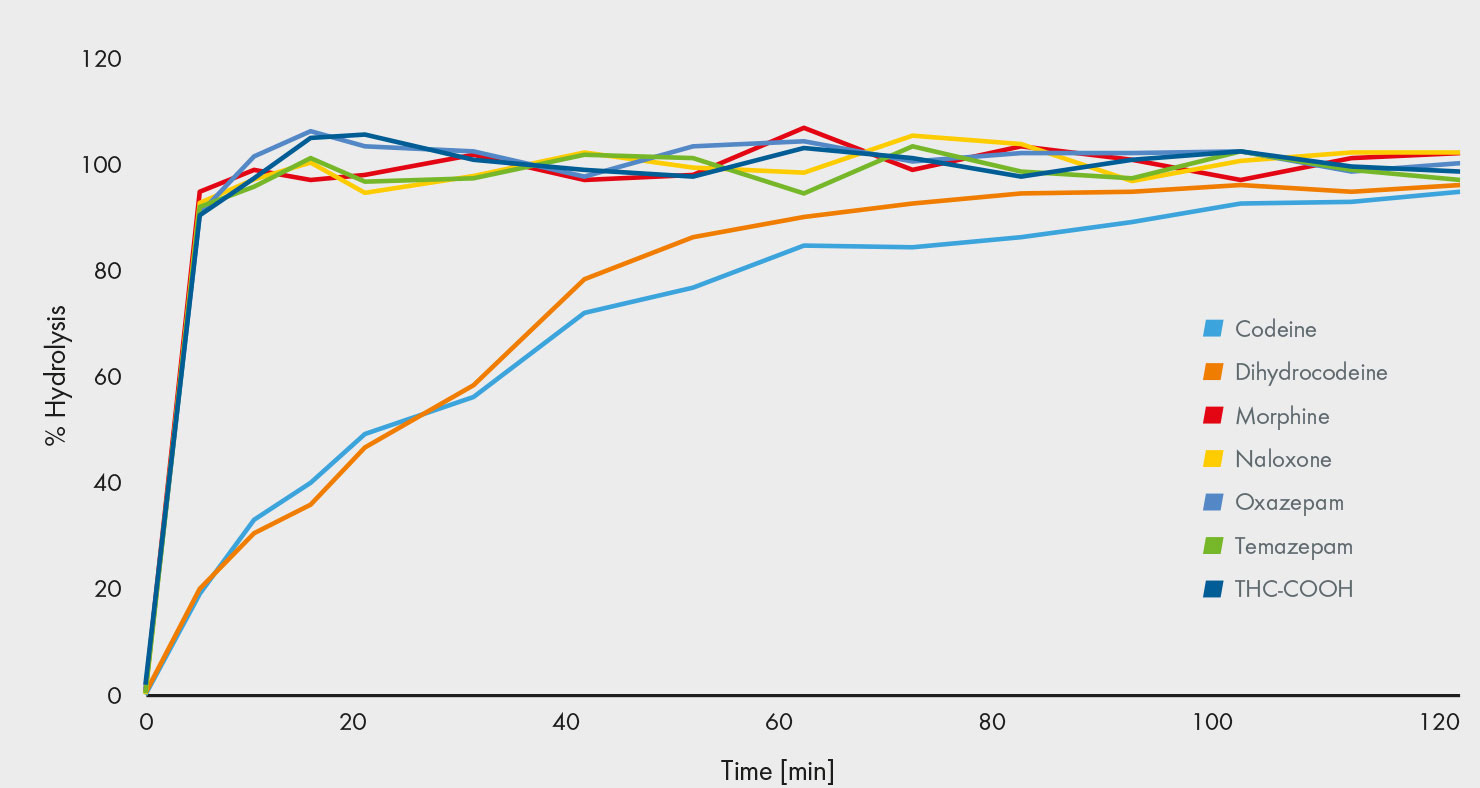 120
100
80
60
40
20
0
% Hydrolysis
Codeine
Dihydrocodeine
Morphine
Naloxone
Oxazepam
Temazepam
THC-COOH
0 20 40 60 80 100 120
Time [min]